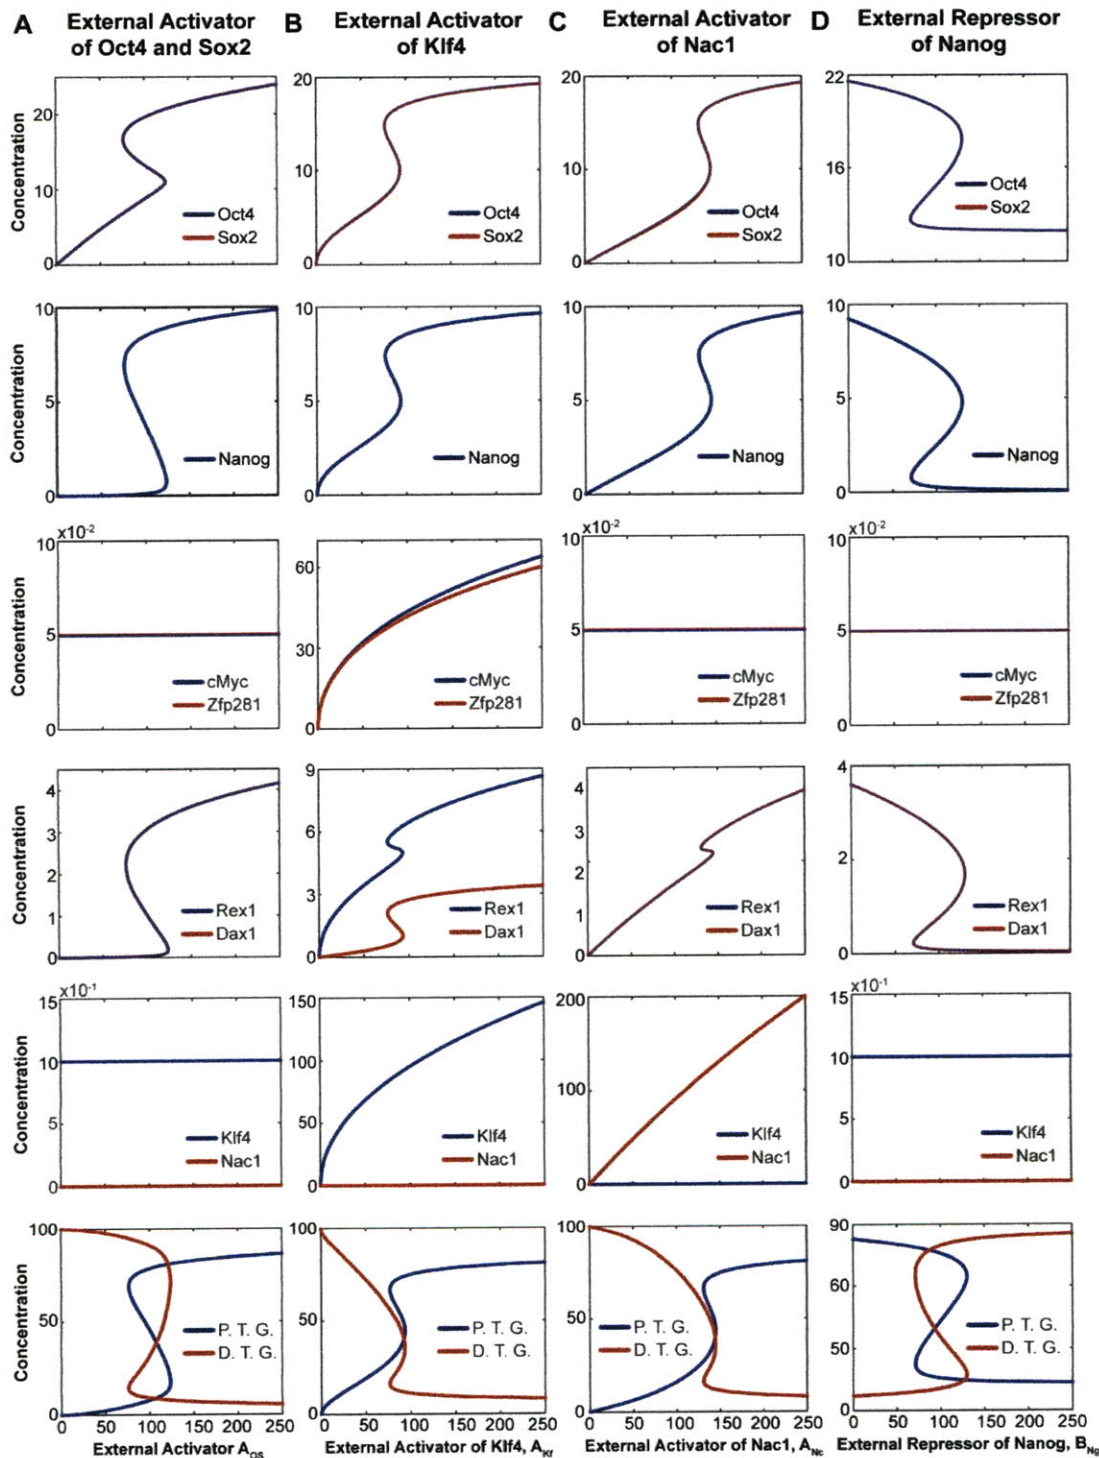 A External Activator of Oct4 and Sox2
B External Activator of Klf4
C External Activator of Nac1
D External Repressor of Nanog
Concentration
20
10
0
Oct4
Sox2
20
10
0
Oct4
Sox2
20
10
0
Oct4
Sox2
22
16
10
Oct4
Sox2
Concentration
10
5
0
Nanog
10
5
0
Nanog
10
5
0
Nanog
10
5
0
Nanog
Concentration
x10-2
10
5
0
cMyc
Zfp281
60
30
0
cMyc
Zfp281
x10-2
10
5
0
cMyc
Zfp281
x10-2
10
5
0
cMyc
Zfp281
Concentration
4
3
2
1
0
Rex1
Dax1
9
6
3
0
Rex1
Dax1
4
3
2
1
0
Rex1
Dax1
4
2
0
Rex1
Dax1
Concentration
x10-1
15
10
5
0
Klf4
Nac1
150
100
50
0
Klf4
Nac1
200
100
0
Klf4
Nac1
x10-1
15
10
5
0
Klf4
Nac1
Concentration
100
50
0
P. T. G.
D. T. G.
0 50 100 150 200 250
External Activator AOS
100
50
0
P. T. G.
D. T. G.
0 50 100 150 200 250
External Activator of Klf4, AKf
100
50
0
P. T. G.
D. T. G.
0 50 100 150 200 250
External Activator of Nac1, ANc
90
60
50
0
P. T. G.
D. T. G.
0 50 100 150 200 250
External Repressor of Nanog, BNg